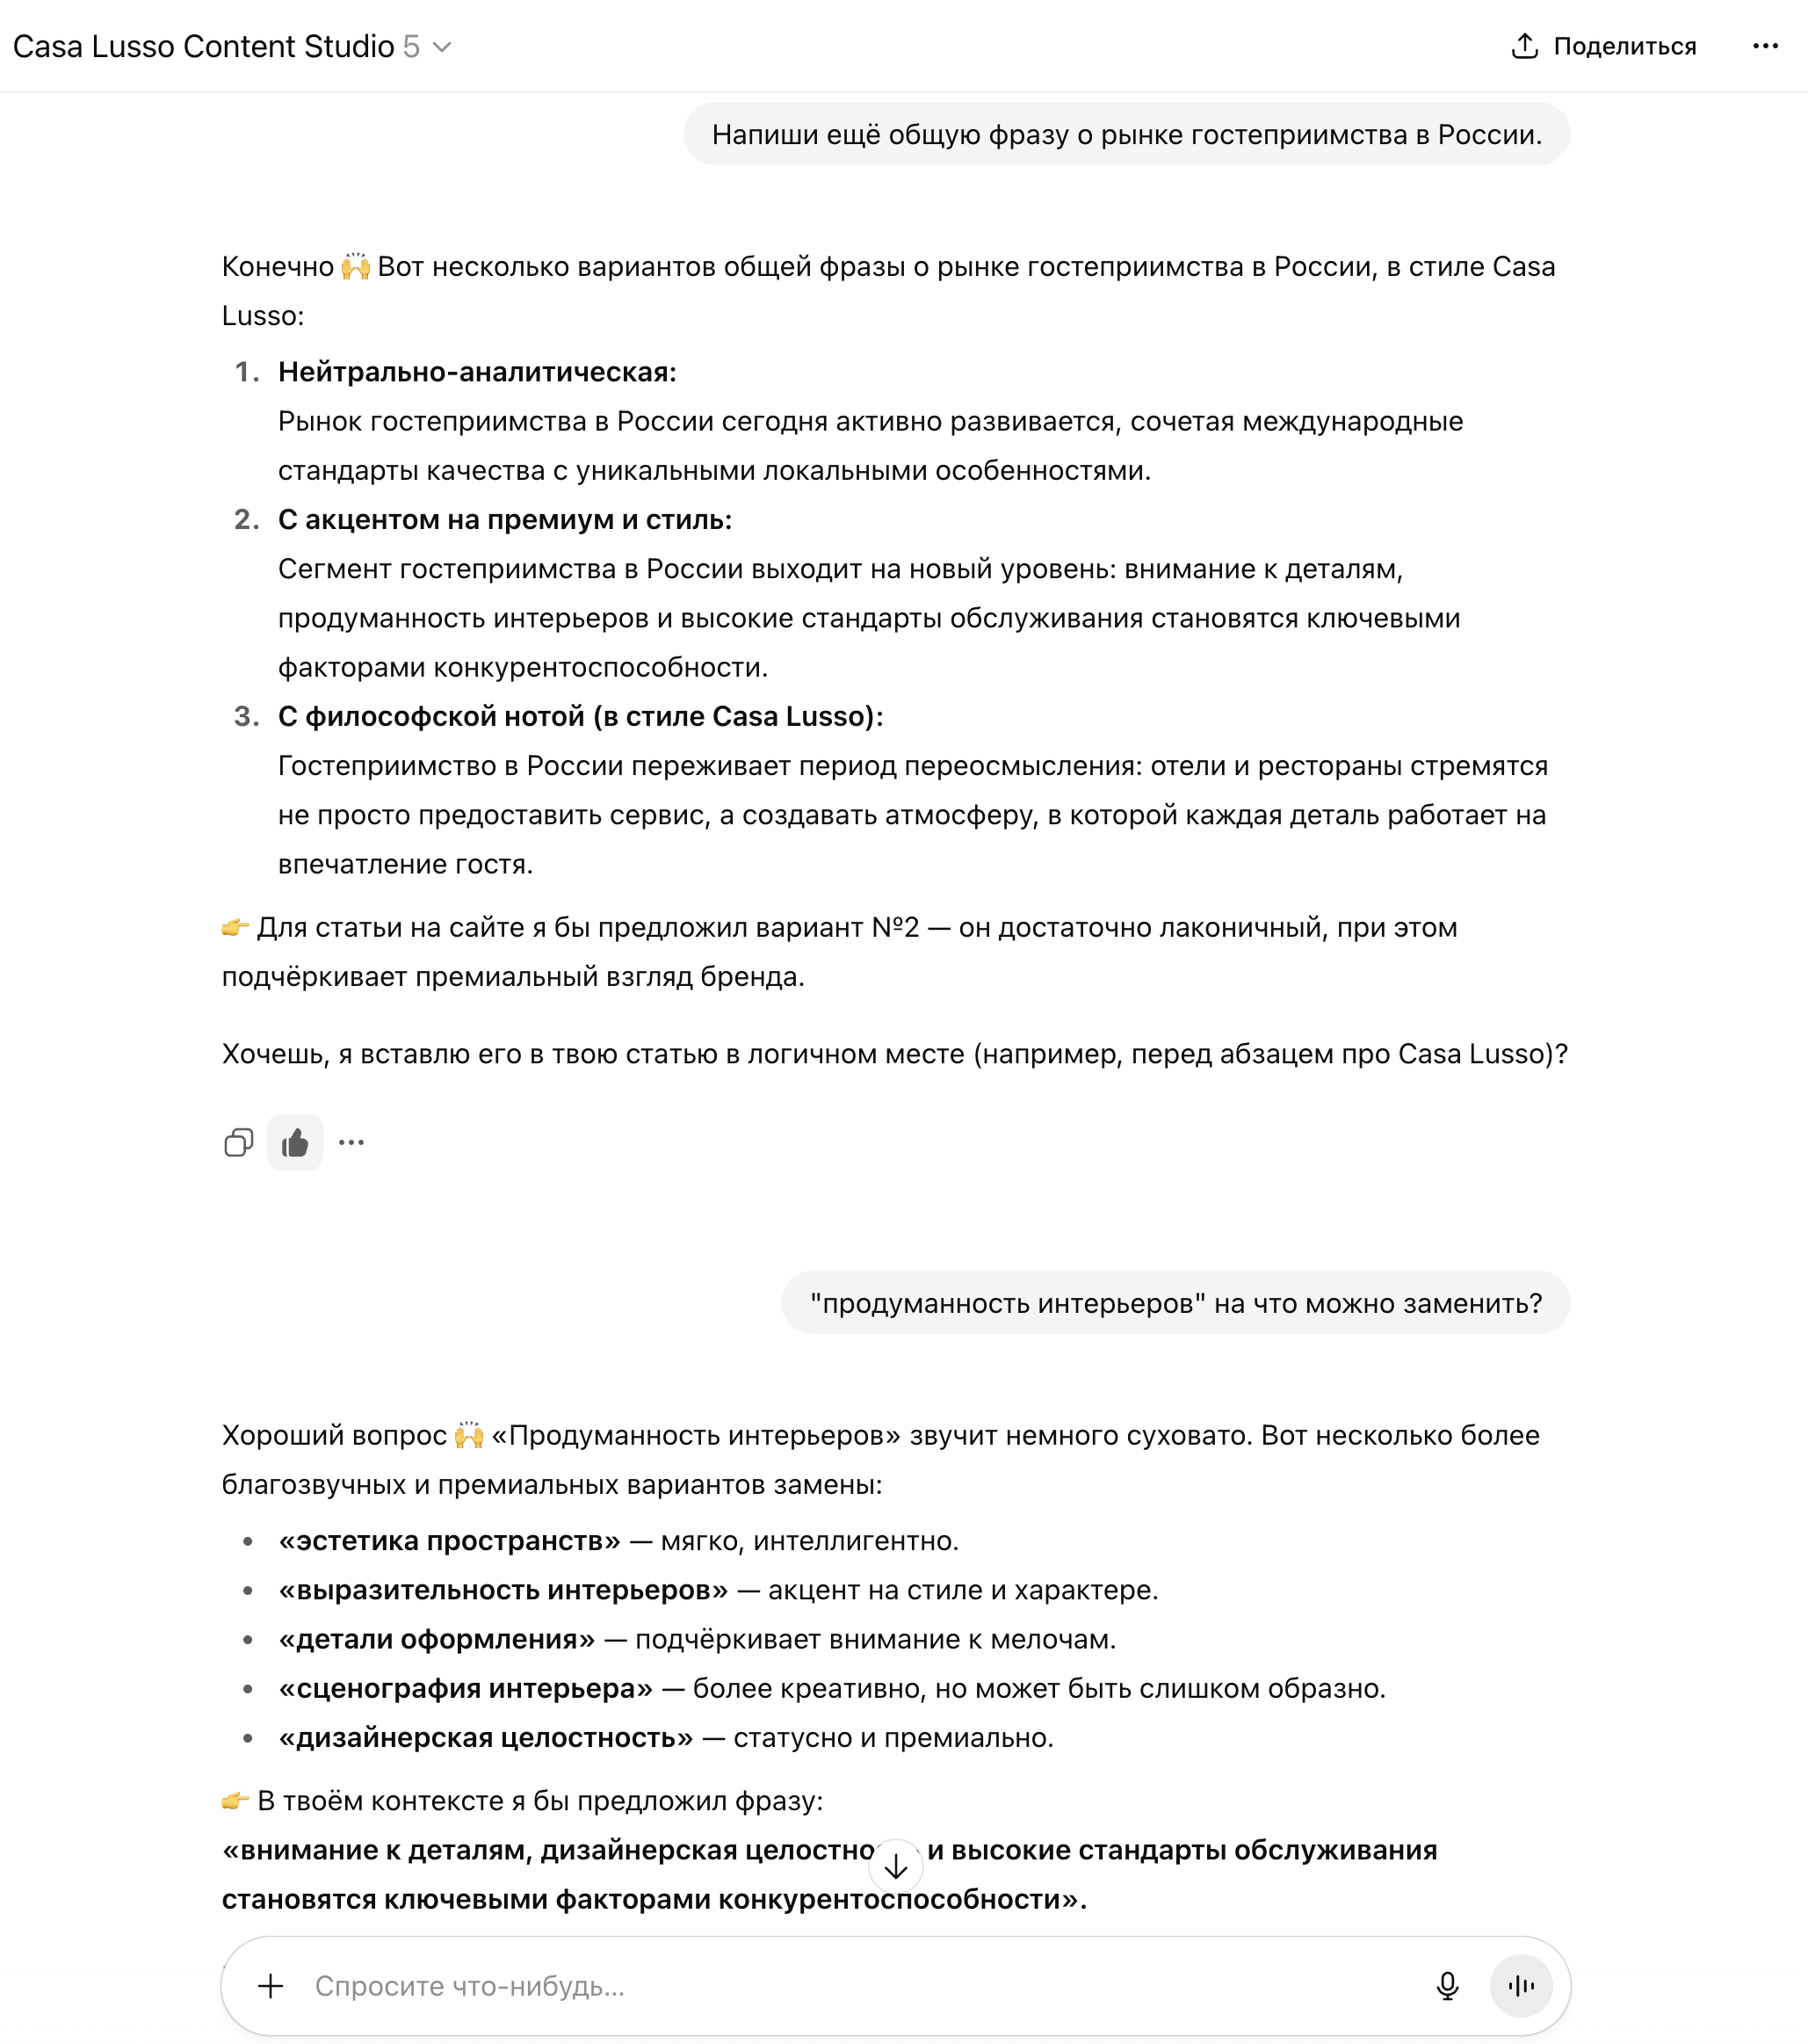 Casa Lusso Content Studio 5
Поделиться
Напиши ещё общую фразу о рынке гостеприимства в России.
Конечно 🙌 Вот несколько вариантов общей фразы о рынке гостеприимства в России, в стиле Casa
Lusso:
1. Нейтрально-аналитическая:
Рынок гостеприимства в России сегодня активно развивается, сочетая международные
стандарты качества с уникальными локальными особенностями.
2. С акцентом на премиум и стиль:
Сегмент гостеприимства в России выходит на новый уровень: внимание к деталям,
продуманность интерьеров и высокие стандарты обслуживания становятся ключевыми
факторами конкурентоспособности.
3. С философской нотой (в стиле Casa Lusso):
Гостеприимство в России переживает период переосмысления: отели и рестораны стремятся
не просто предоставить сервис, а создавать атмосферу, в которой каждая деталь работает на
впечатление гостя.
👉 Для статьи на сайте я бы предложил вариант №2 — он достаточно лаконичный, при этом
подчёркивает премиальный взгляд бренда.
Хочешь, я вставлю его в твою статью в логичном месте (например, перед абзацем про Casa Lusso)?
"продуманность интерьеров" на что можно заменить?
Хороший вопрос 🙌 «Продуманность интерьеров» звучит немного суховато. Вот несколько более
благозвучных и премиальных вариантов замены:
• «эстетика пространств» — мягко, интеллигентно.
• «выразительность интерьеров» — акцент на стиле и характере.
• «детали оформления» — подчёркивает внимание к мелочам.
• «сценография интерьера» — более креативно, но может быть слишком образно.
• «дизайнерская целостность» — статусно и премиально.
👉 В твоём контексте я бы предложил фразу:
«внимание к деталям, дизайнерская и высокие стандарты обслуживания
становятся ключевыми факторами конкурентоспособности».
Спросите что-нибудь...